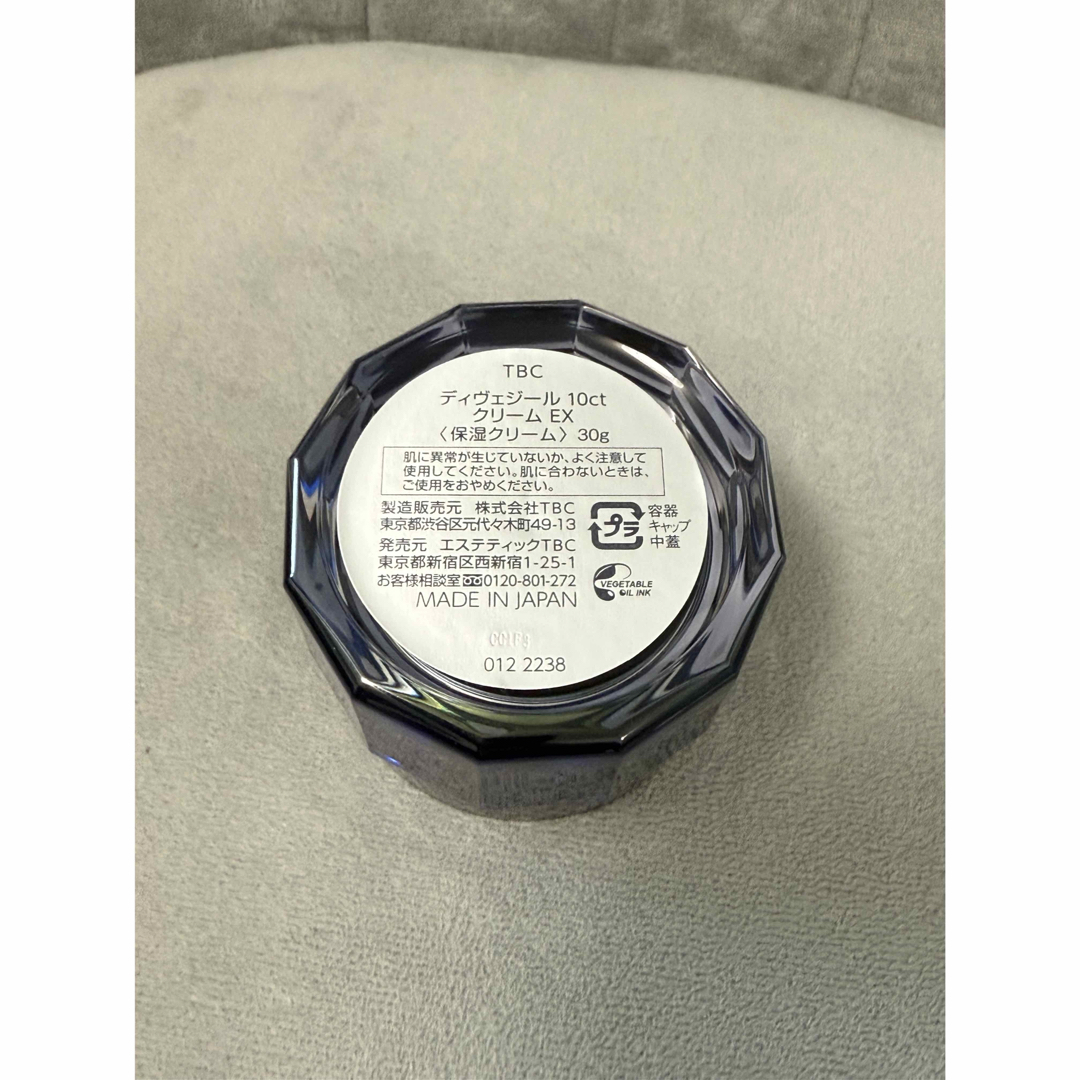 TBC
ディヴェジール 10ct
クリーム EX
〈保湿クリーム〉 30g
肌に異常が生じていないか、よく注意して
使用してください。肌に合わないときは、
ご使用をおやめください。
製造販売元 株式会社TBC
東京都渋谷区元代々木町49-13
発売元 エステティックTBC
東京都新宿区西新宿1-25-1
お客様相談室 0120-801-272
MADE IN JAPAN
プラ
容器
キャップ
中蓋
VEGETABLE
OIL INK
012 2238